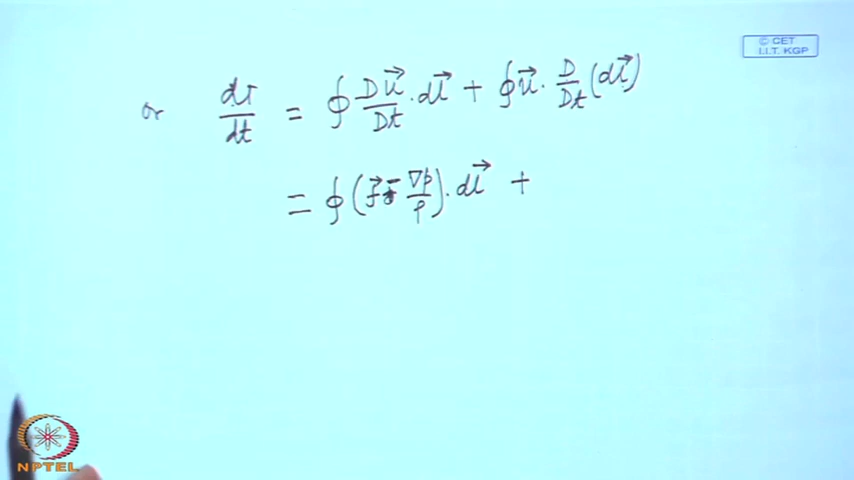 © CET
I.I.T. KGP
or dΓ/dt = ∮ Du⃗/Dt · dl⃗ + ∮ u⃗ · D/Dt (dl⃗)
= ∮ (f⃗ - ∇p/ρ) · dl⃗ +
NPTEL